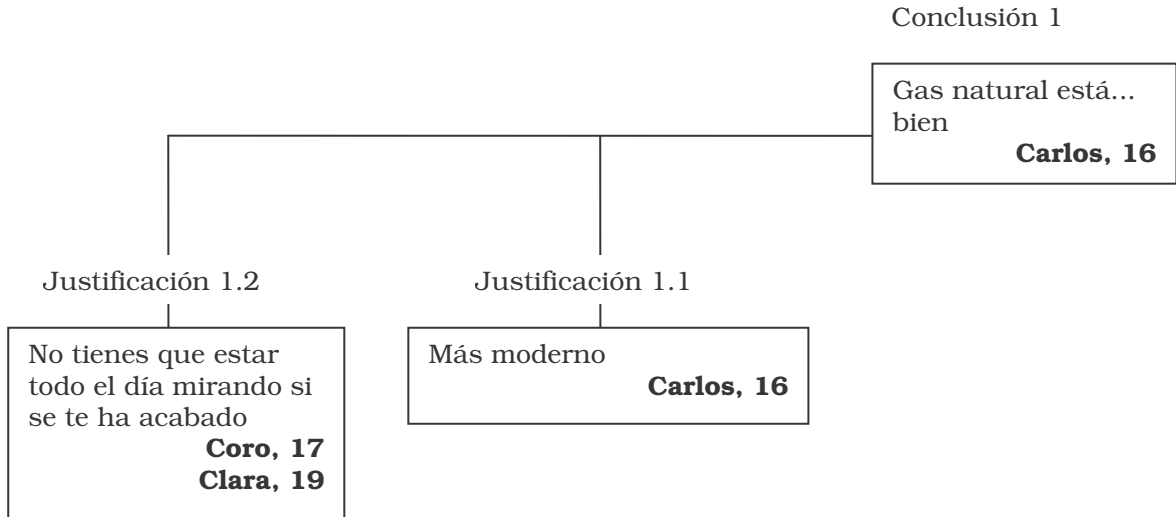 Conclusión 1
Gas natural está...
bien
Carlos, 16
Justificación 1.2
No tienes que estar
todo el día mirando si
se te ha acabado
Coro, 17
Clara, 19
Justificación 1.1
Más moderno
Carlos, 16